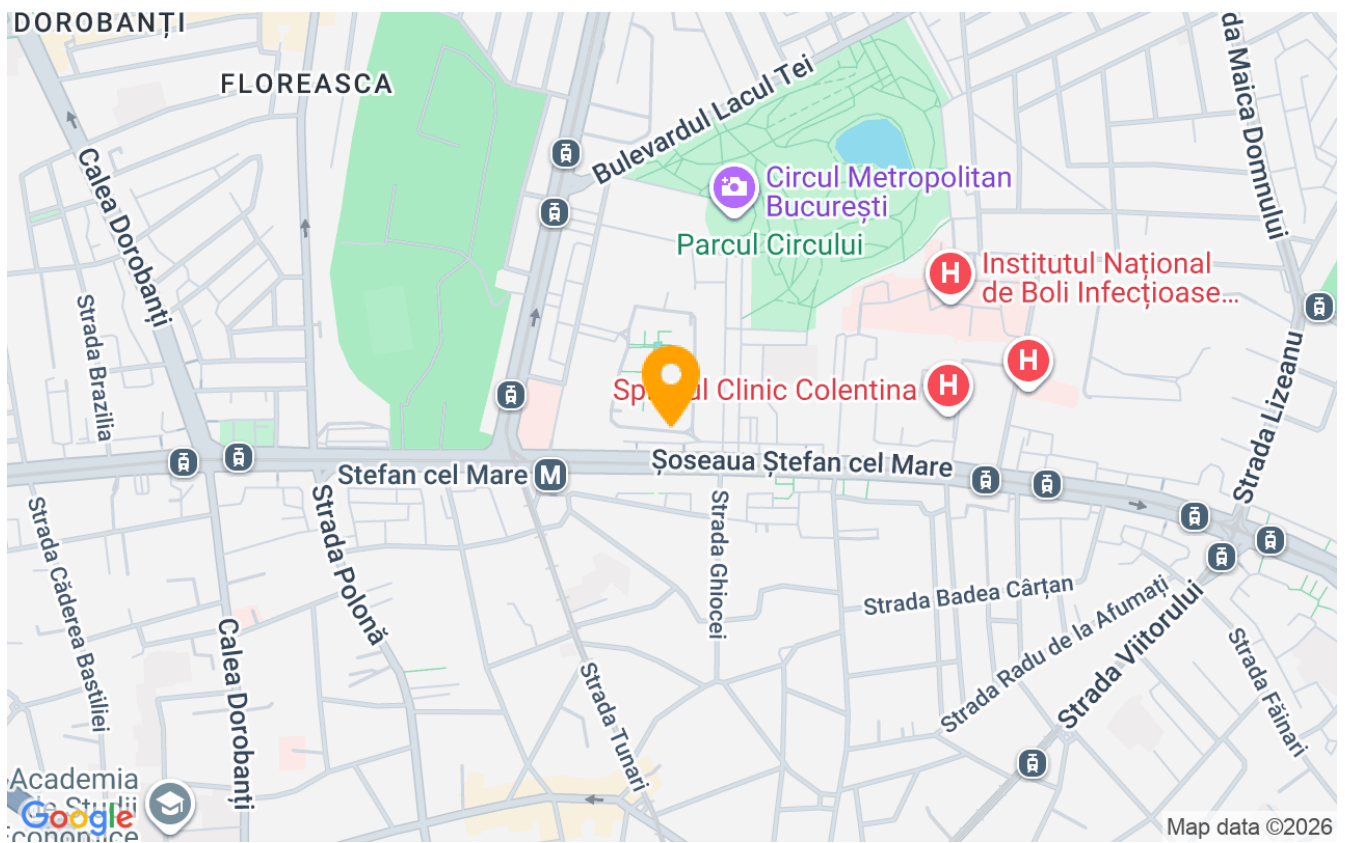 DOROBANȚI
FLOREASCA
Bulevardul Lacul Tei
da Maica Domnului
Calea Dorobanți
Circul Metropolitan
București
Parcul Circului
Institutul Național
de Boli Infecțioase...
Strada Brazilia
Clinic Colentina
Strada Lizeanu
H
H
H
Șoseaua Ștefan cel Mare
Stefan cel Mare M
Strada Căderea Bastiliei
Strada Polonă
Strada Ghiocei
Strada Badea Cârțan
Strada Radu de la Afumați
Strada Viitorului
Strada Făinari
Calea Dorobanți
Strada Tunari
Academia
de Studii
Economice
Google
Map data ©2026